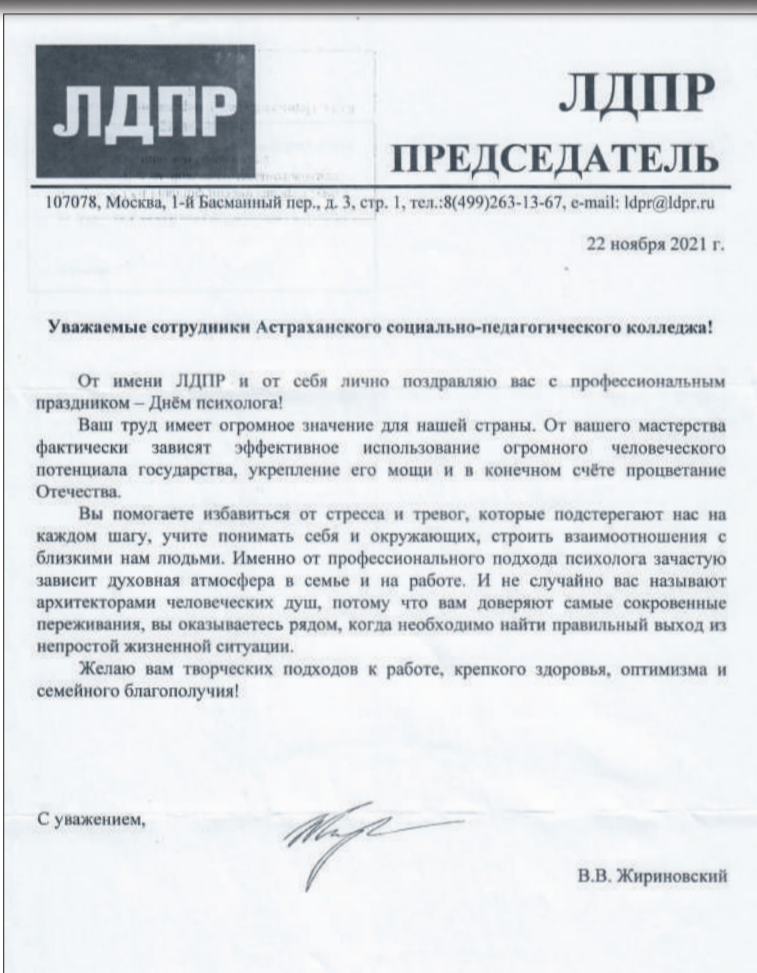 ЛДПР
ЛДПР
ПРЕДСЕДАТЕЛЬ
107078, Москва, 1-й Басманный пер., д. 3, стр. 1, тел.:8(499)263-13-67, e-mail: ldpr@ldpr.ru
22 ноября 2021 г.
Уважаемые сотрудники Астраханского социально-педагогического колледжа!
От имени ЛДПР и от себя лично поздравляю вас с профессиональным
праздником – Днём психолога!
Ваш труд имеет огромное значение для нашей страны. От вашего мастерства
фактически зависят эффективное использование огромного человеческого
потенциала государства, укрепление его мощи и в конечном счёте процветание
Отечества.
Вы помогаете избавиться от стресса и тревог, которые подстерегают нас на
каждом шагу, учите понимать себя и окружающих, строить взаимоотношения с
близкими нам людьми. Именно от профессионального подхода психолога зачастую
зависит духовная атмосфера в семье и на работе. И не случайно вас называют
архитекторами человеческих душ, потому что вам доверяют самые сокровенные
переживания, вы оказываетесь рядом, когда необходимо найти правильный выход из
непростой жизненной ситуации.
Желаю вам творческих подходов к работе, крепкого здоровья, оптимизма и
семейного благополучия!
С уважением,
В.В. Жириновский